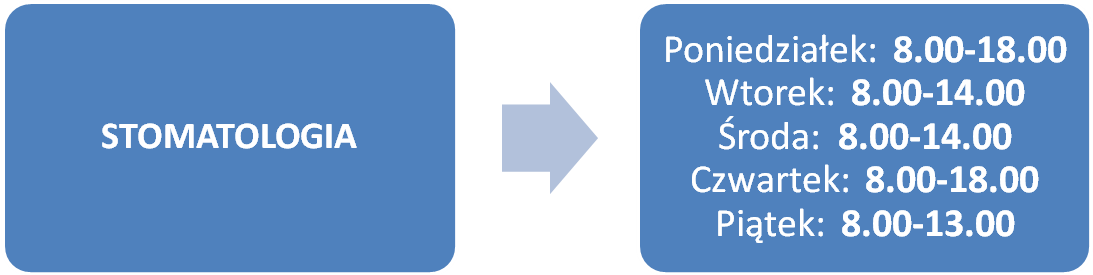 STOMATOLOGIA
Poniedziałek: 8.00-18.00
Wtorek: 8.00-14.00
Środa: 8.00-14.00
Czwartek: 8.00-18.00
Piątek: 8.00-13.00